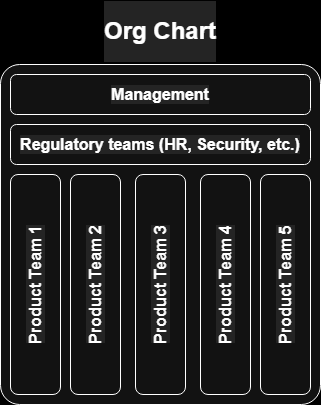 Org Chart
Management
Regulatory teams (HR, Security, etc.)
Product Team 1
Product Team 2
Product Team 3
Product Team 4
Product Team 5